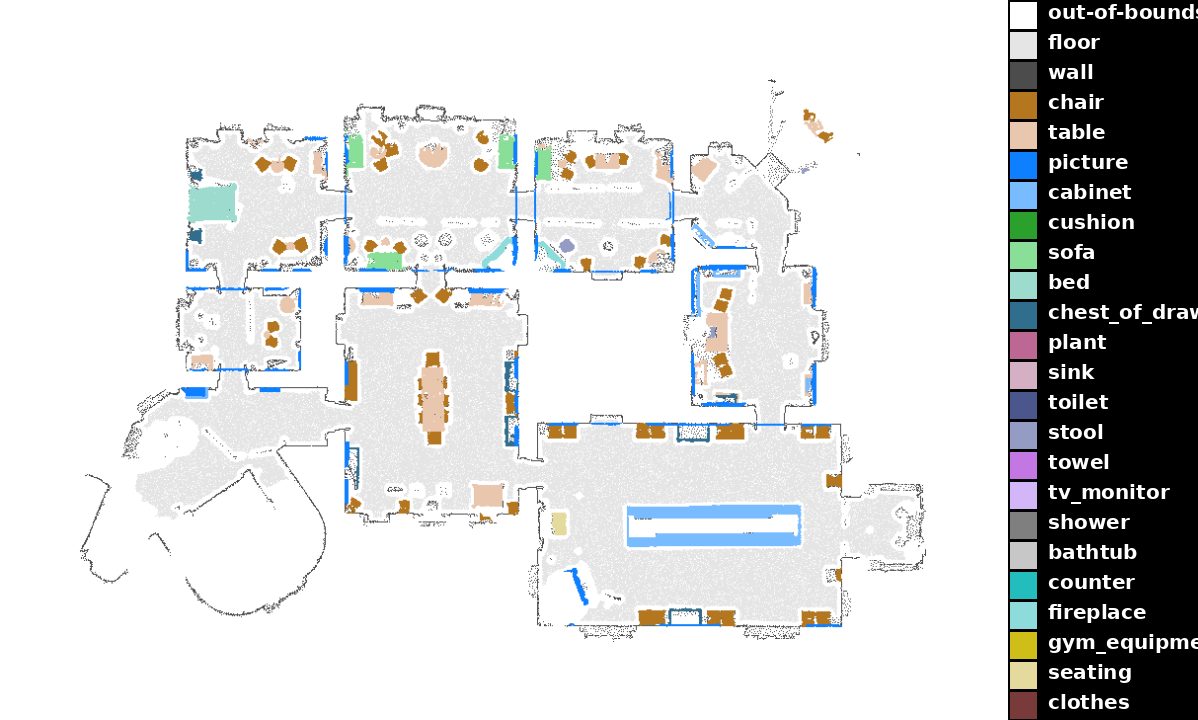 out-of-bounds
floor
wall
chair
table
picture
cabinet
cushion
sofa
bed
chest_of_draw
plant
sink
toilet
stool
towel
tv_monitor
shower
bathtub
counter
fireplace
gym_equipme
seating
clothes